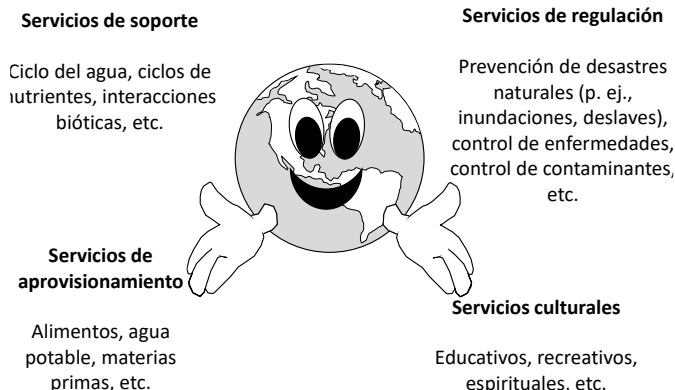 Servicios de soporte
Ciclo del agua, ciclos de
nutrientes, interacciones
bióticas, etc.
Servicios de regulación
Prevención de desastres
naturales (p. ej.,
inundaciones, deslaves),
control de enfermedades,
control de contaminantes,
etc.
Servicios de
aprovisionamiento
Alimentos, agua
potable, materias
primas, etc.
Servicios culturales
Educativos, recreativos,
espirituales, etc.